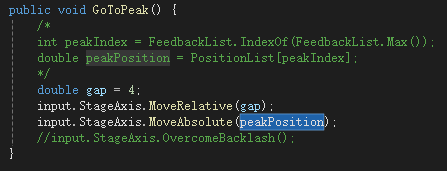 public void GoToPeak() {
/*
int peakIndex = FeedbackList.IndexOf(FeedbackList.Max());
double peakPosition = PositionList[peakIndex];
*/
double gap = 4;
input.StageAxis.MoveRelative(gap);
input.StageAxis.MoveAbsolute(peakPosition);
//input.StageAxis.OvercomeBacklash();
}